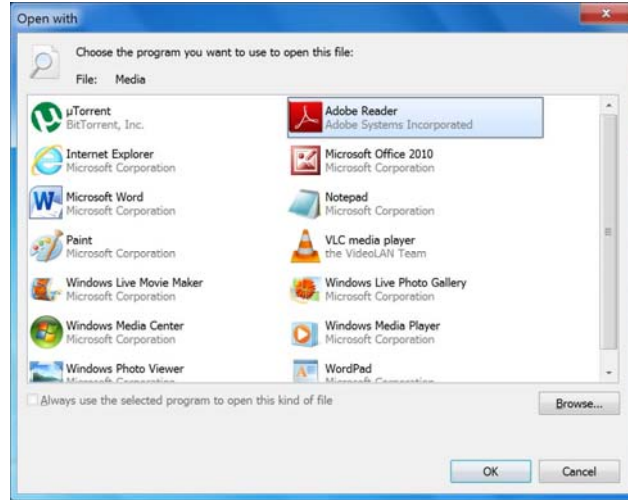 Open with
Choose the program you want to use to open this file:
File: Media
µTorrent
BitTorrent, Inc.
Adobe Reader
Adobe Systems Incorporated
Internet Explorer
Microsoft Corporation
Microsoft Office 2010
Microsoft Word
Microsoft Corporation
Notepad
Microsoft Corporation
Paint
Microsoft Corporation
VLC media player
the VideoLAN Team
Windows Live Movie Maker
Microsoft Corporation
Windows Live Photo Gallery
Microsoft Corporation
Windows Media Center
Microsoft Corporation
Windows Media Player
Microsoft Corporation
Windows Photo Viewer
Microsoft Corporation
WordPad
Microsoft Corporation
Always use the selected program to open this kind of file
Browse...
OK
Cancel